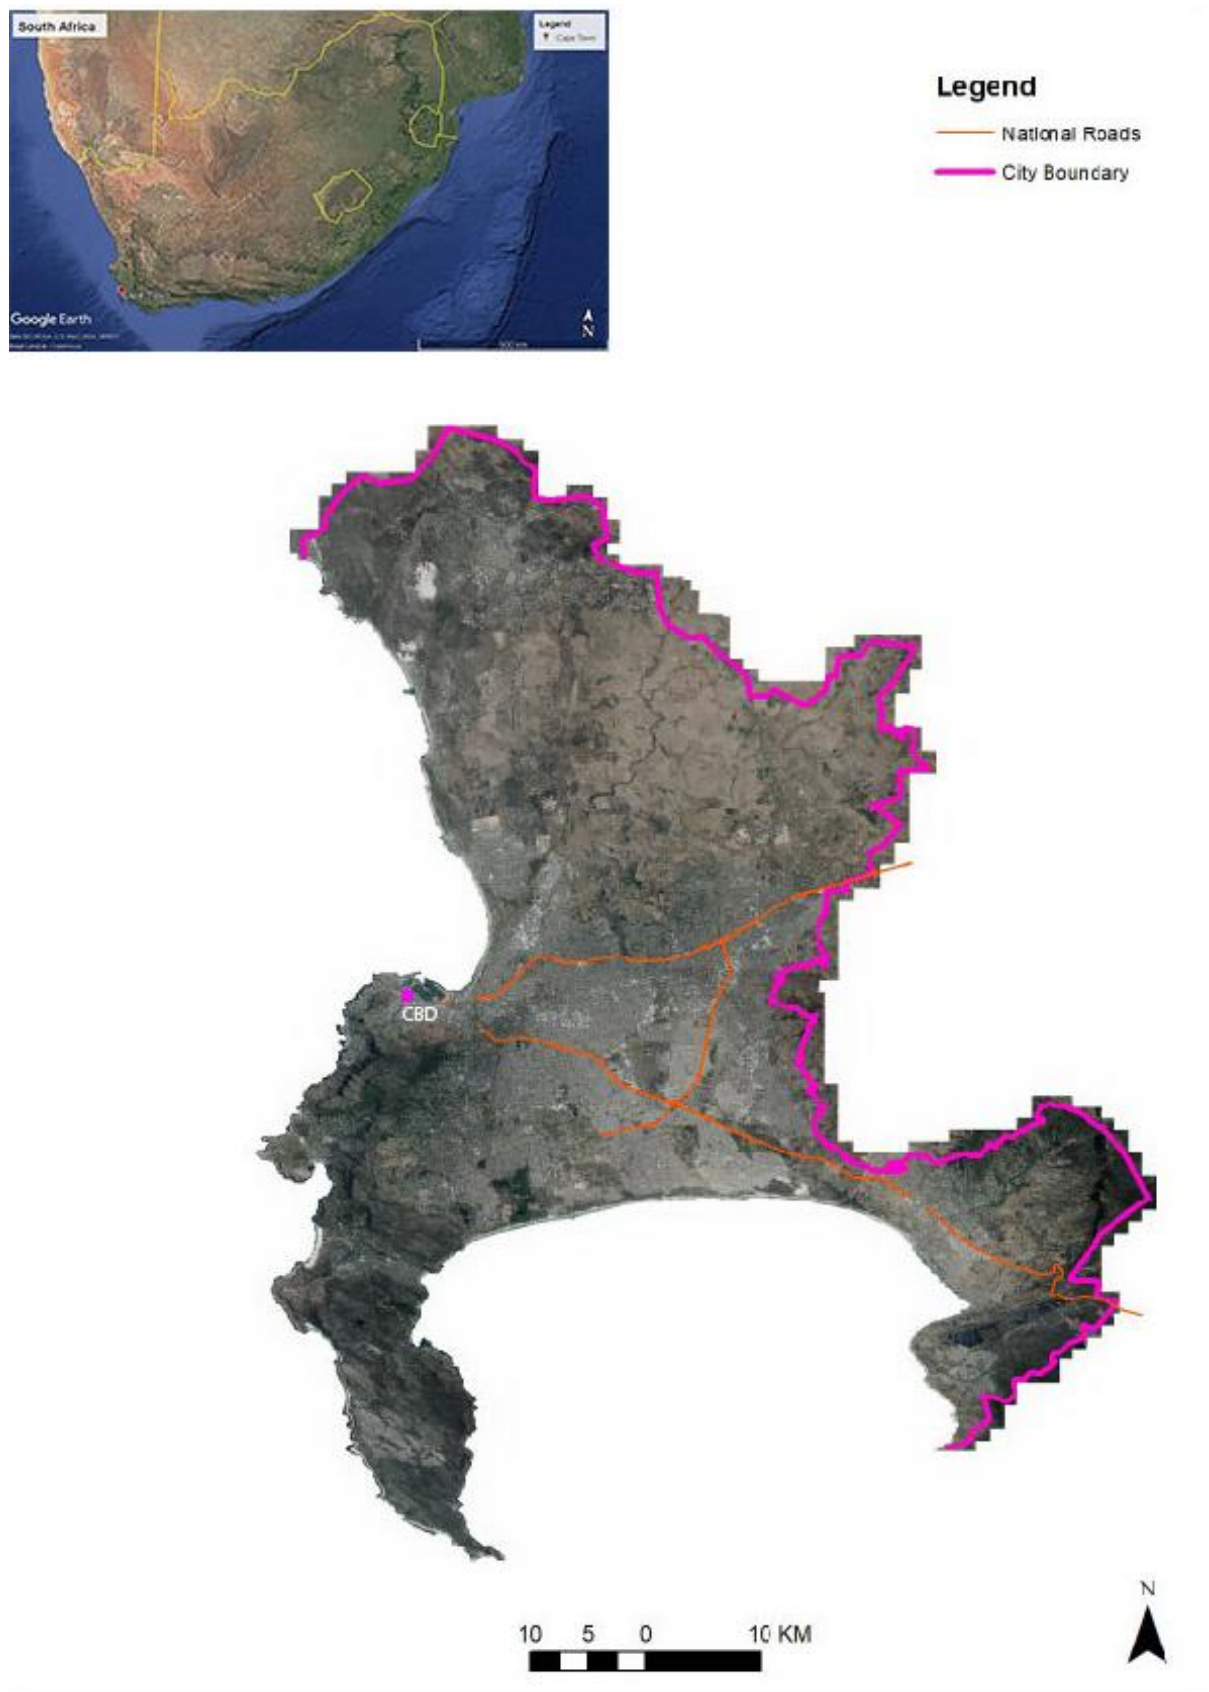 South Africa
Legend
Cape Town
Google Earth
N
Legend
National Roads
City Boundary
CBD
N
10 5 0 10 KM